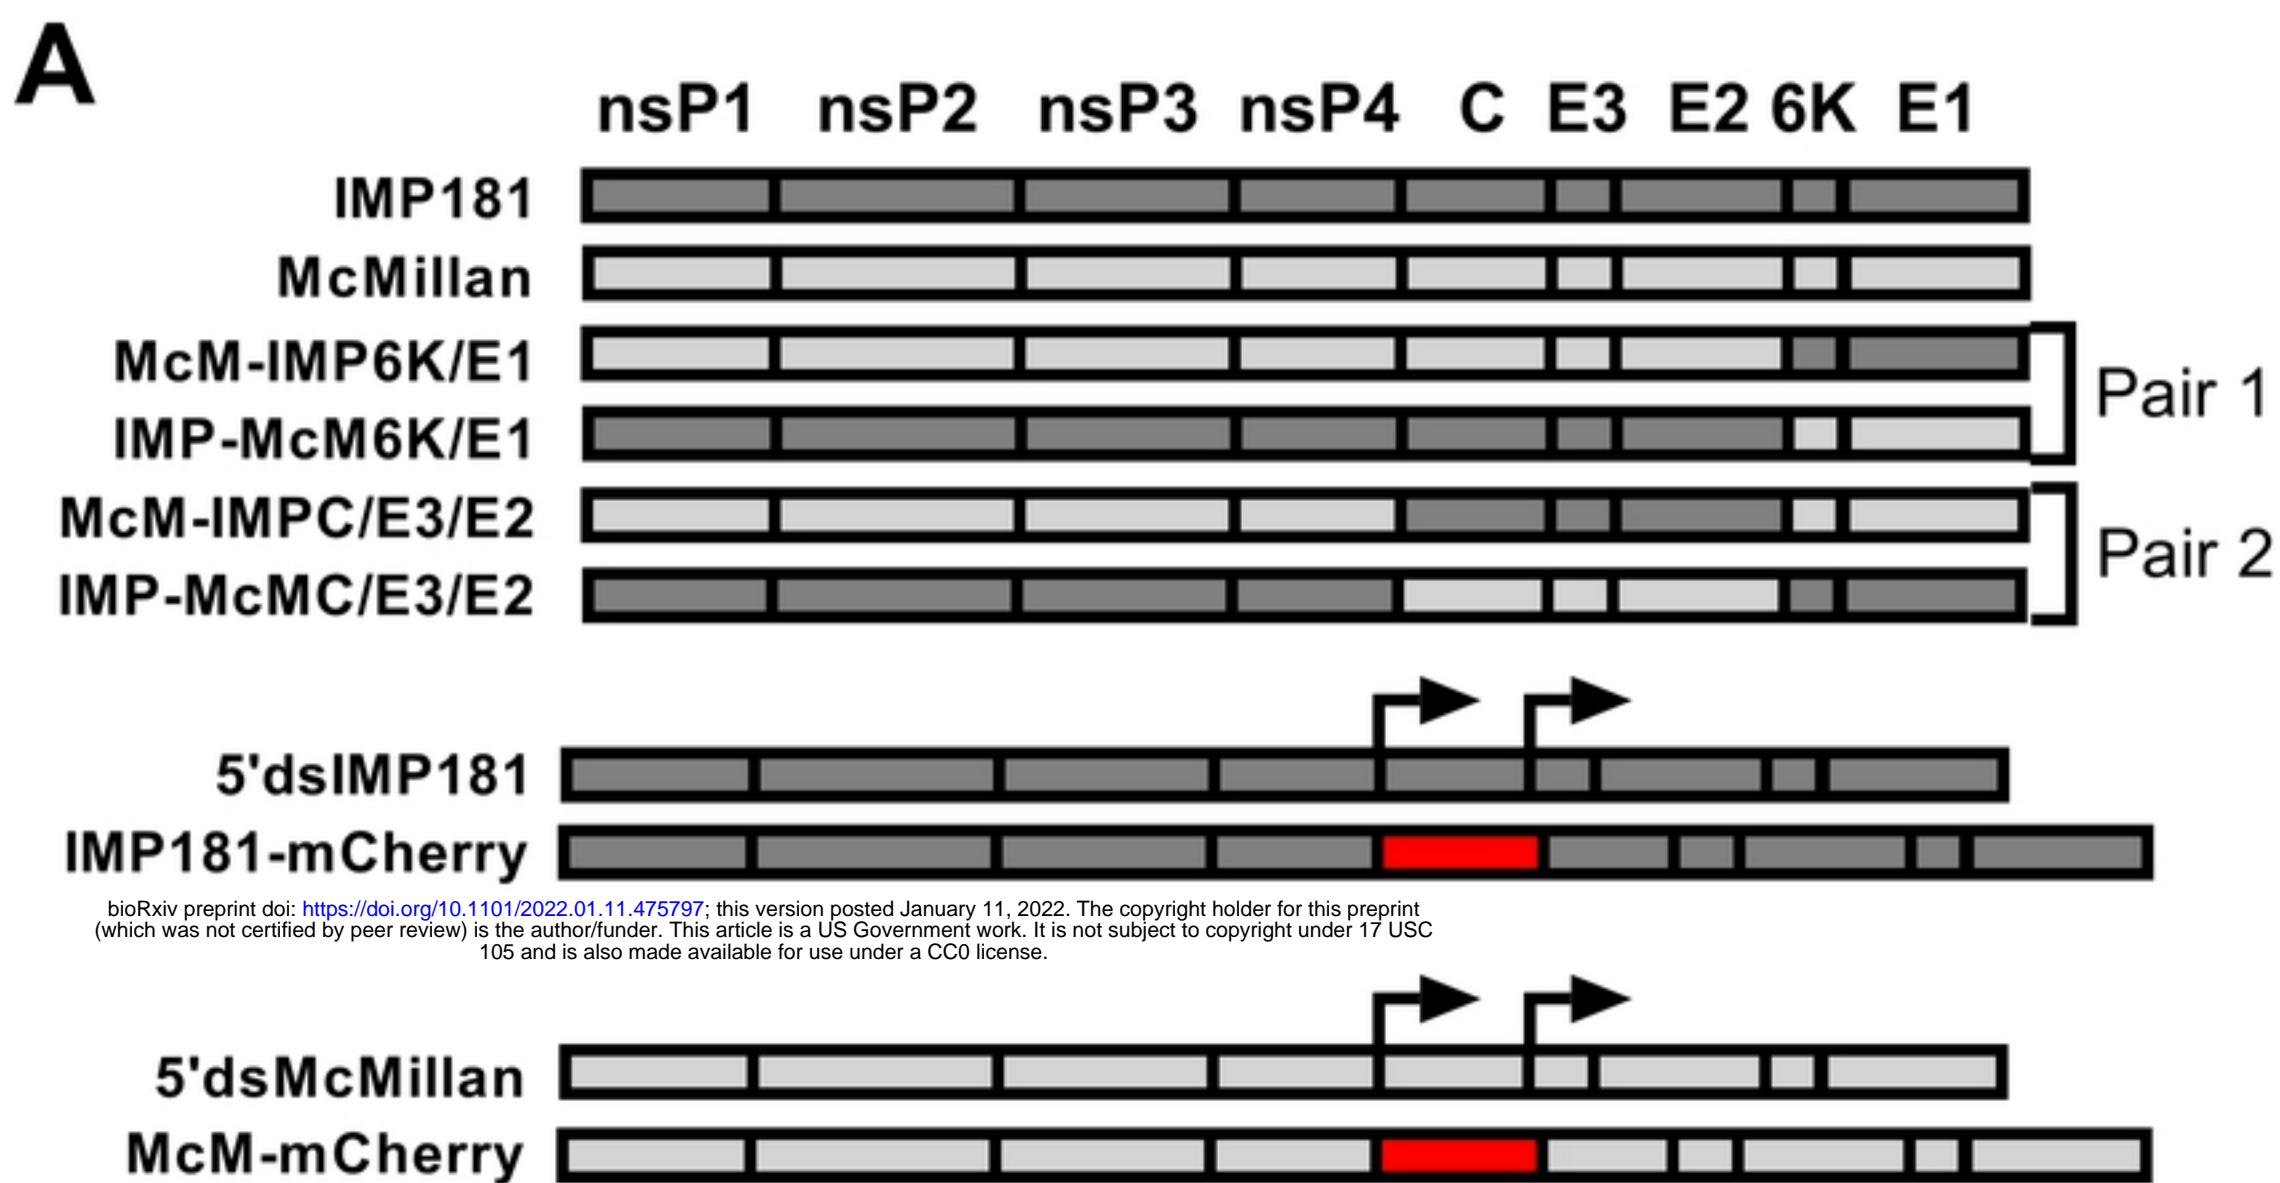 A
nsP1 nsP2 nsP3 nsP4 C E3 E2 6K E1
IMP181
McMillan
McM-IMP6K/E1
IMP-McM6K/E1
Pair 1
McM-IMPC/E3/E2
IMP-McMC/E3/E2
Pair 2
5'dsIMP181
IMP181-mCherry
bioRxiv preprint doi: https://doi.org/10.1101/2022.01.11.475797; this version posted January 11, 2022. The copyright holder for this preprint
(which was not certified by peer review) is the author/funder. This article is a US Government work. It is not subject to copyright under 17 USC
105 and is also made available for use under a CC0 license.
5'dsMcMillan
McM-mCherry